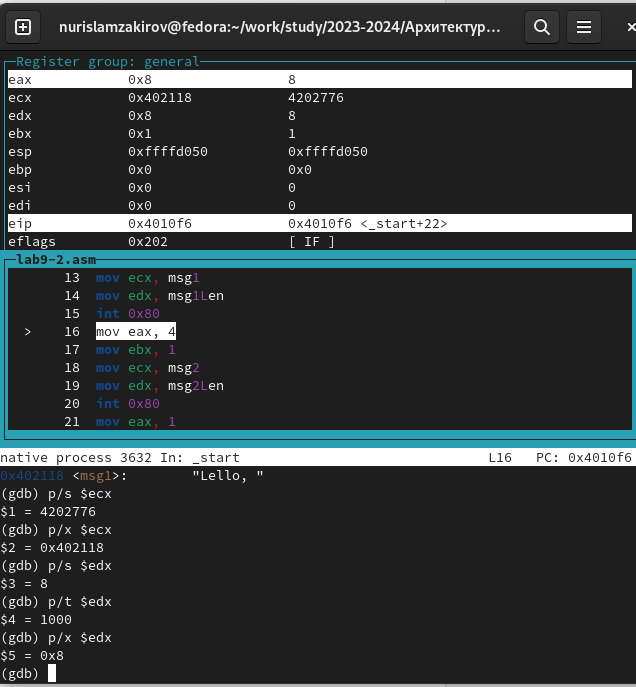 nurislamzakirov@fedora:~/work/study/2023-2024/Архитектур...
Register group: general
eax 0x8 8
ecx 0x402118 4202776
edx 0x8 8
ebx 0x1 1
esp 0xffffd050 0xffffd050
ebp 0x0 0x0
esi 0x0 0
edi 0x0 0
eip 0x4010f6 0x4010f6 <_start+22>
eflags 0x202 [ IF ]
lab9-2.asm
13 mov ecx, msg1
14 mov edx, msg1Len
15 int 0x80
> 16 mov eax, 4
17 mov ebx, 1
18 mov ecx, msg2
19 mov edx, msg2Len
20 int 0x80
21 mov eax, 1
native process 3632 In: _start L16 PC: 0x4010f6
0x402118 <msg1>: "Lello, "
(gdb) p/s $ecx
$1 = 4202776
(gdb) p/x $ecx
$2 = 0x402118
(gdb) p/s $edx
$3 = 8
(gdb) p/t $edx
$4 = 1000
(gdb) p/x $edx
$5 = 0x8
(gdb)